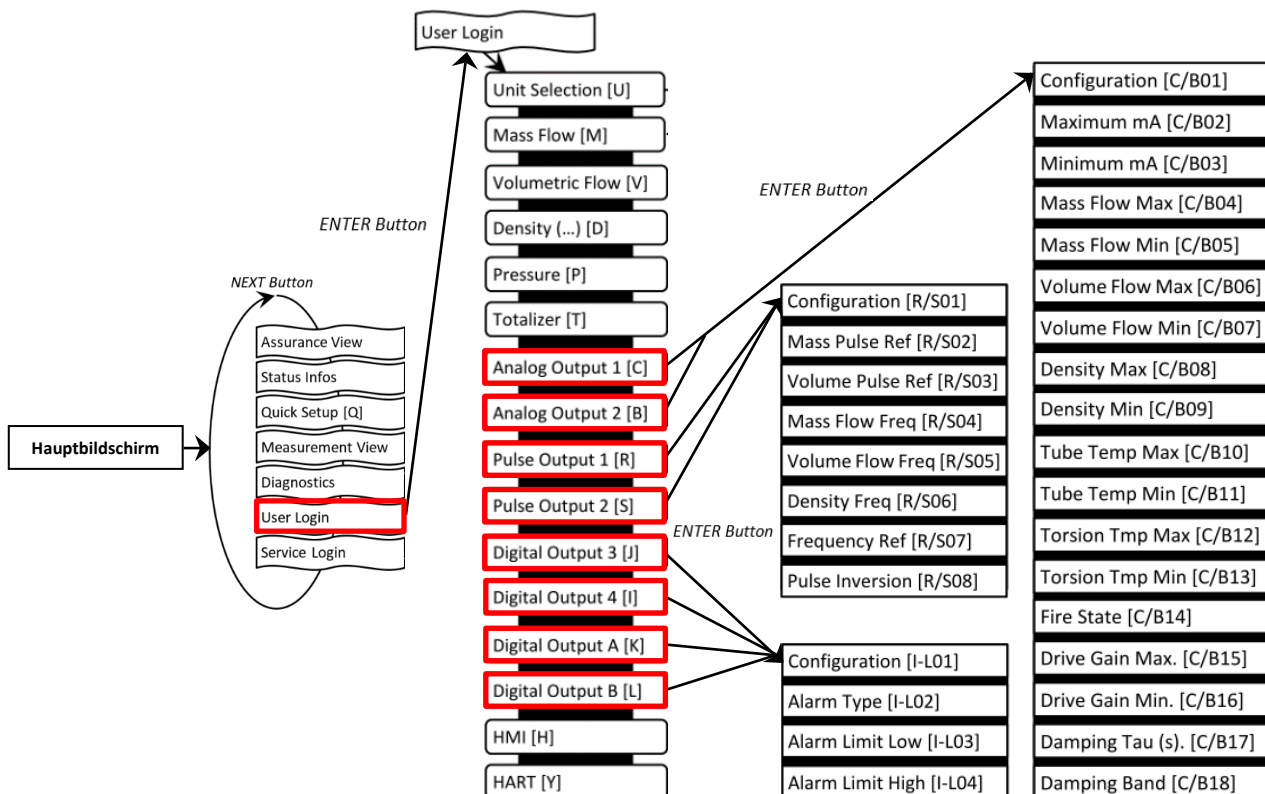 User Login
Unit Selection [U]
Mass Flow [M]
Volumetric Flow [V]
Density (...) [D]
Pressure [P]
Totalizer [T]
Analog Output 1 [C]
Analog Output 2 [B]
Pulse Output 1 [R]
Pulse Output 2 [S]
Digital Output 3 [J]
Digital Output 4 [I]
Digital Output A [K]
Digital Output B [L]
HMI [H]
HART [Y]
ENTER Button
NEXT Button
Assurance View
Status Infos
Quick Setup [Q]
Measurement View
Diagnostics
User Login
Service Login
Hauptbildschirm
ENTER Button
ENTER Button
Configuration [R/S01]
Mass Pulse Ref [R/S02]
Volume Pulse Ref [R/S03]
Mass Flow Freq [R/S04]
Volume Flow Freq [R/S05]
Density Freq [R/S06]
Frequency Ref [R/S07]
Pulse Inversion [R/S08]
Configuration [I-L01]
Alarm Type [I-L02]
Alarm Limit Low [I-L03]
Alarm Limit High [I-L04]
Configuration [C/B01]
Maximum mA [C/B02]
Minimum mA [C/B03]
Mass Flow Max [C/B04]
Mass Flow Min [C/B05]
Volume Flow Max [C/B06]
Volume Flow Min [C/B07]
Density Max [C/B08]
Density Min [C/B09]
Tube Temp Max [C/B10]
Tube Temp Min [C/B11]
Torsion Tmp Max [C/B12]
Torsion Tmp Min [C/B13]
Fire State [C/B14]
Drive Gain Max. [C/B15]
Drive Gain Min. [C/B16]
Damping Tau (s). [C/B17]
Damping Band [C/B18]